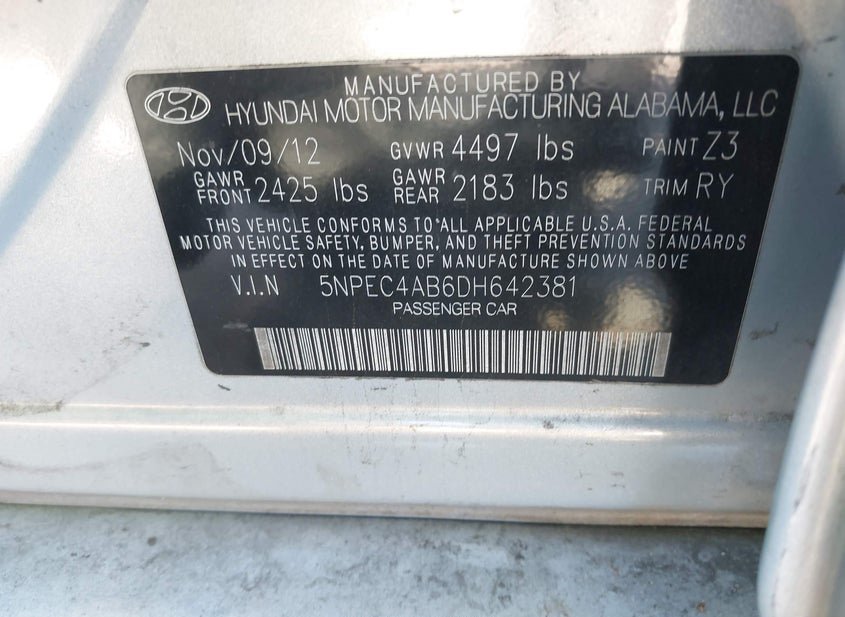 MANUFACTURED BY
HYUNDAI MOTOR MANUFACTURING ALABAMA, LLC
Nov/09/12 GVWR 4497 lbs PAINT Z3
GAWR FRONT 2425 lbs GAWR REAR 2183 lbs TRIM RY
THIS VEHICLE CONFORMS TO ALL APPLICABLE U.S.A. FEDERAL
MOTOR VEHICLE SAFETY, BUMPER, AND THEFT PREVENTION STANDARDS
IN EFFECT ON THE DATE OF MANUFACTURE SHOWN ABOVE
V.I.N 5NPEC4AB6DH642381
PASSENGER CAR